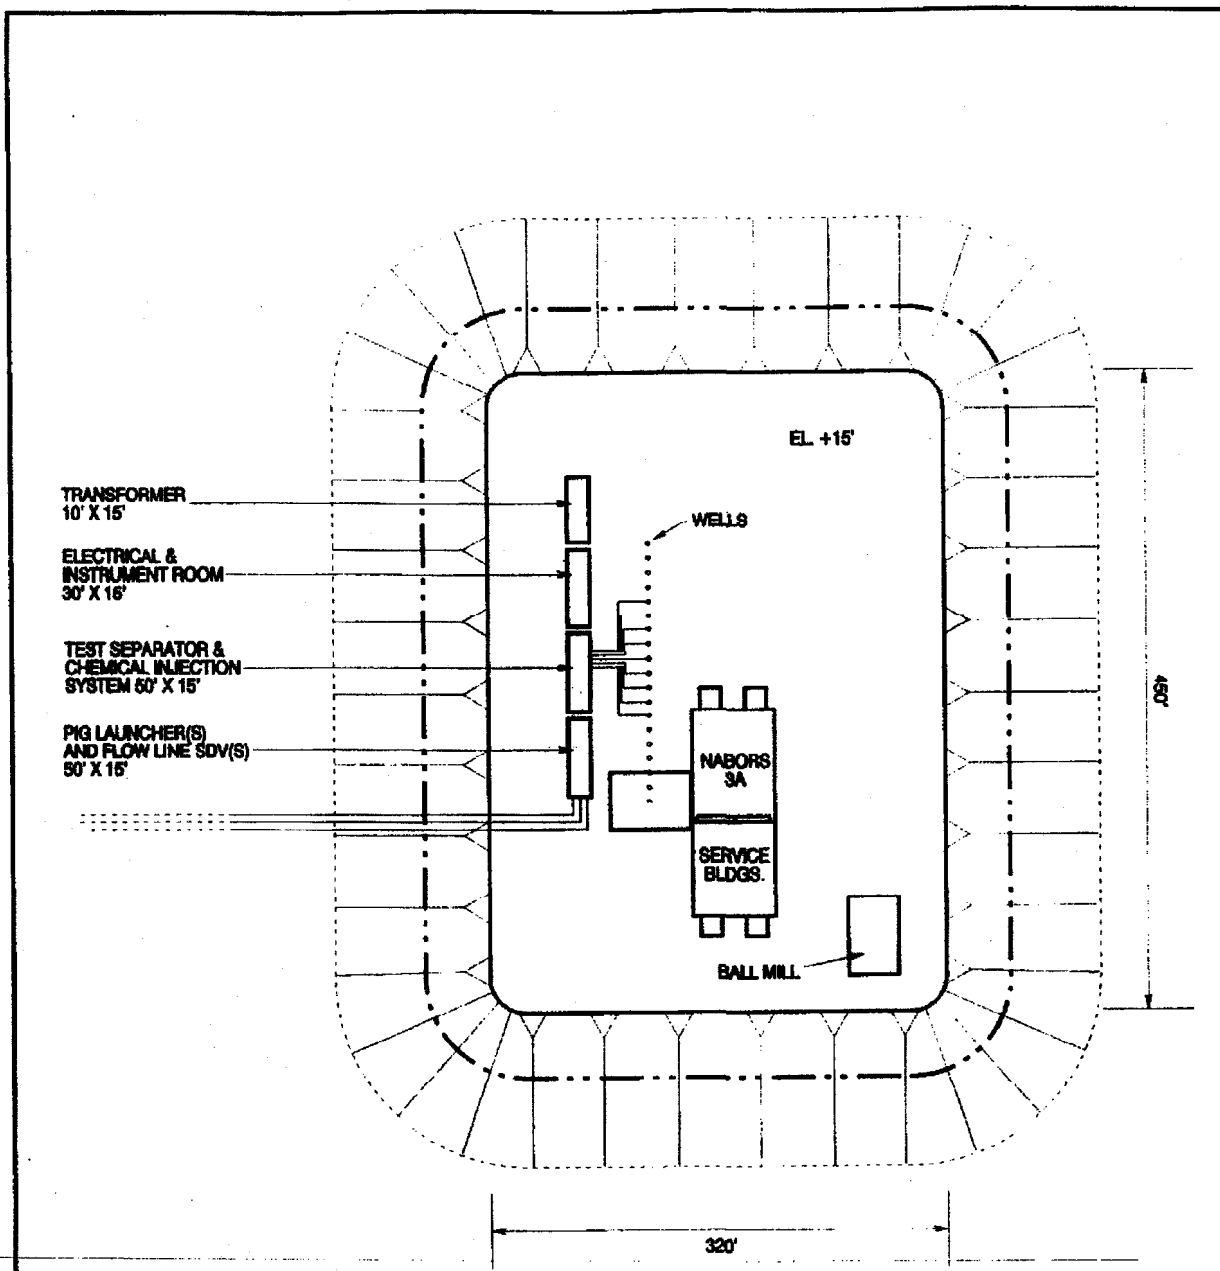 EL. +15'
TRANSFORMER
10' X 15'
WELLS
ELECTRICAL &
INSTRUMENT ROOM
30' X 16'
TEST SEPARATOR &
CHEMICAL INJECTION
SYSTEM 50' X 15'
PIG LAUNCHER(S)
AND FLOW LINE SDV(S)
50' X 15'
450'
NABORS
3A
SERVICE
BLDGS.
BALL MILL
320'